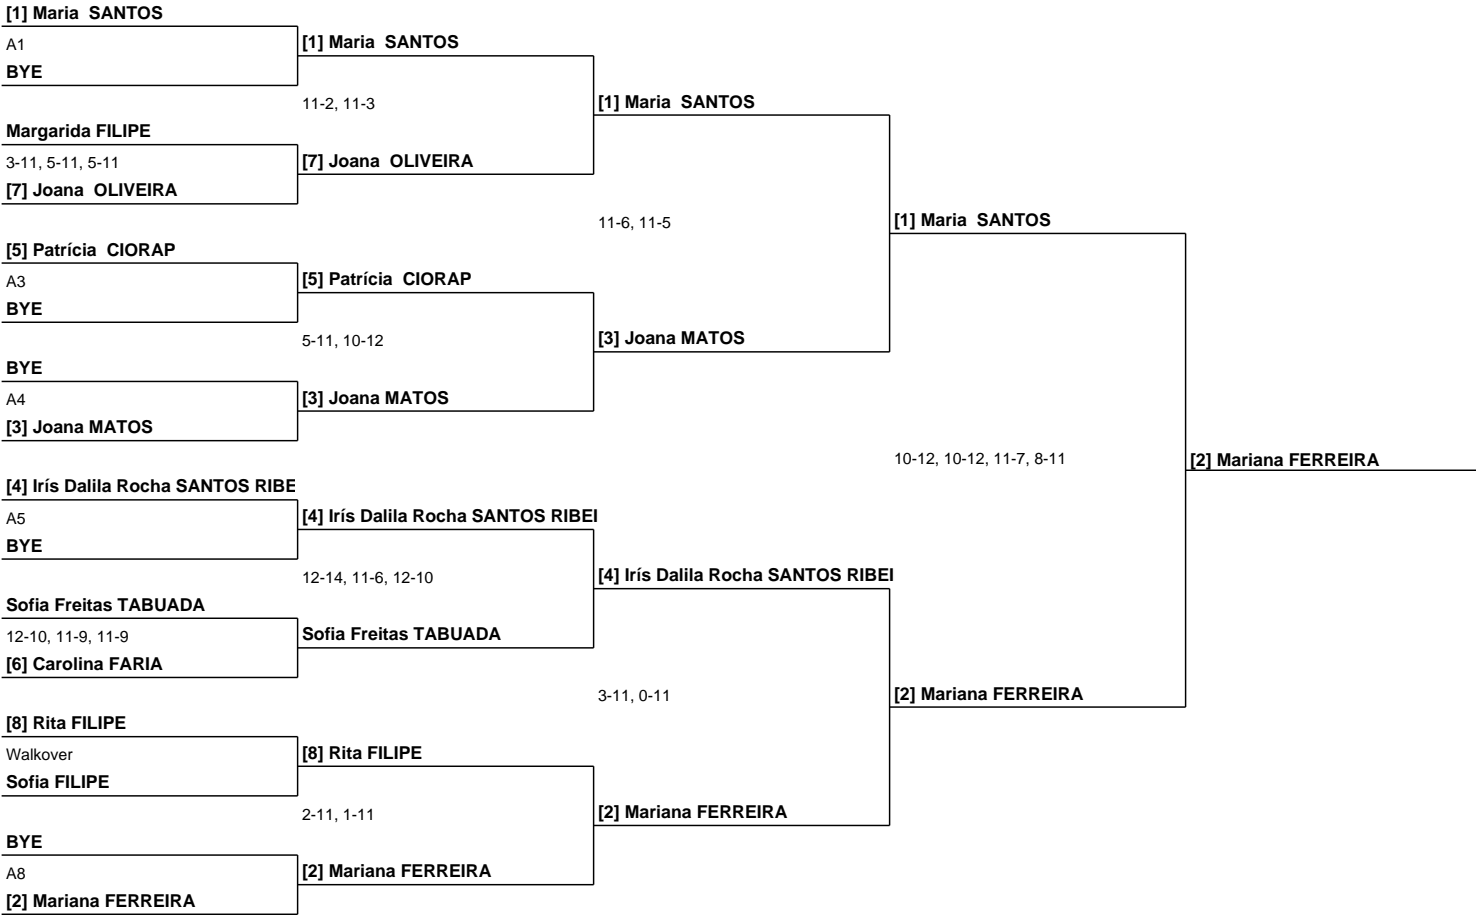 [1] Maria SANTOS
A1
BYE
Margarida FILIPE
3-11, 5-11, 5-11
[7] Joana OLIVEIRA
[5] Patrícia CIORAP
A3
BYE
BYE
A4
[3] Joana MATOS
[4] Irís Dalila Rocha SANTOS RIBE
A5
BYE
Sofia Freitas TABUADA
12-10, 11-9, 11-9
[6] Carolina FARIA
[8] Rita FILIPE
Walkover
Sofia FILIPE
BYE
A8
[2] Mariana FERREIRA
[1] Maria SANTOS
11-2, 11-3
[7] Joana OLIVEIRA
[5] Patrícia CIORAP
5-11, 10-12
[3] Joana MATOS
[4] Irís Dalila Rocha SANTOS RIBEI
12-14, 11-6, 12-10
Sofia Freitas TABUADA
[8] Rita FILIPE
2-11, 1-11
[2] Mariana FERREIRA
[1] Maria SANTOS
11-6, 11-5
[3] Joana MATOS
[4] Irís Dalila Rocha SANTOS RIBEI
3-11, 0-11
[2] Mariana FERREIRA
[1] Maria SANTOS
10-12, 10-12, 11-7, 8-11
[2] Mariana FERREIRA
[2] Mariana FERREIRA